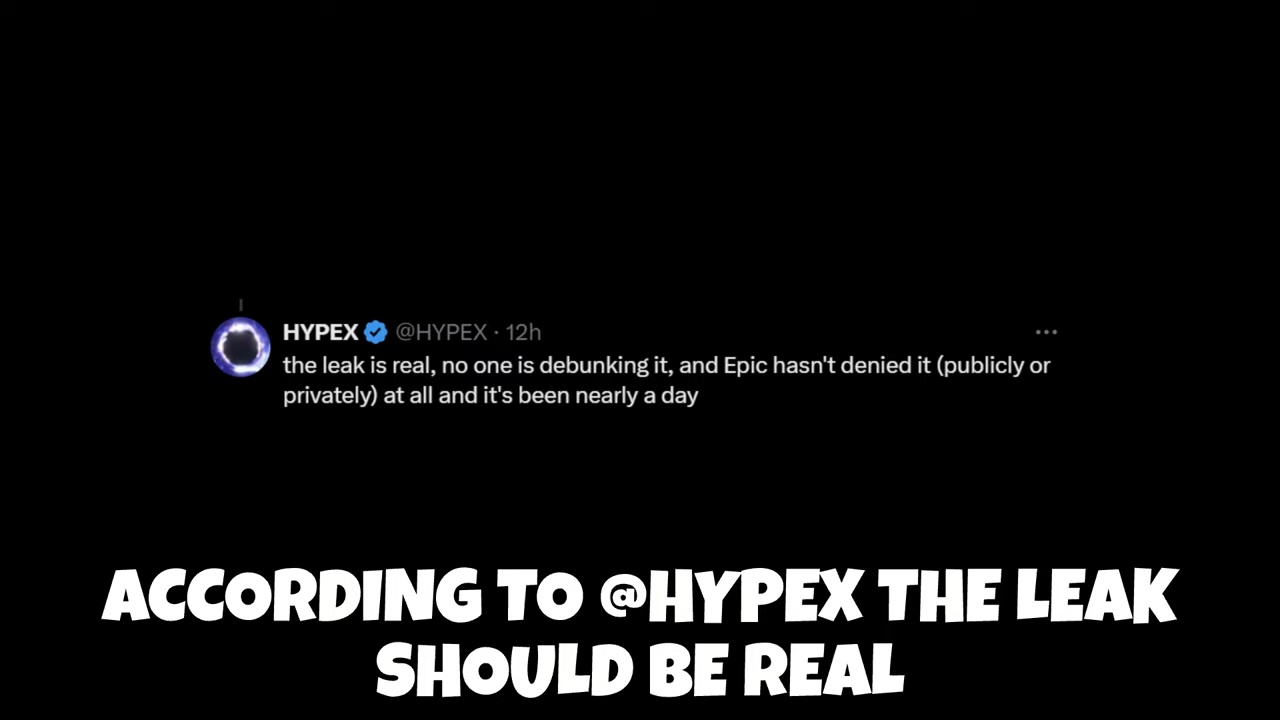 HYPEX @HYPEX · 12h
the leak is real, no one is debunking it, and Epic hasn't denied it (publicly or
privately) at all and it's been nearly a day
ACCORDING TO @HYPEX THE LEAK
SHOULD BE REAL